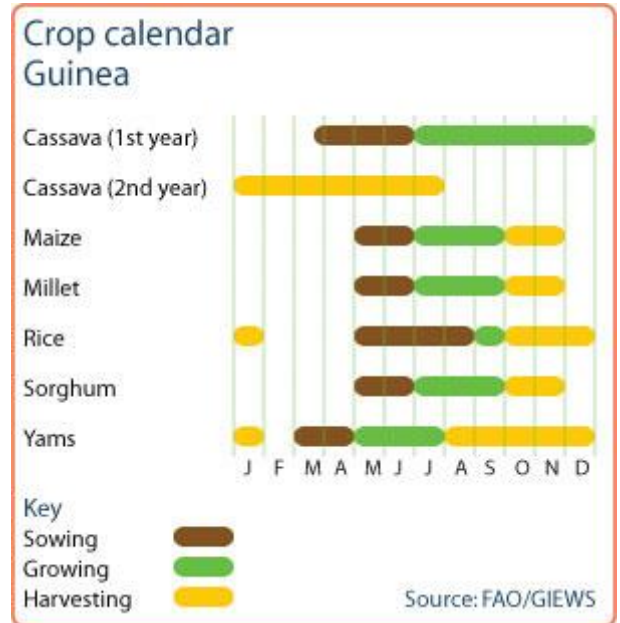 Crop calendar
Guinea
Cassava (1st year)
Cassava (2nd year)
Maize
Millet
Rice
Sorghum
Yams
J F M A M J J A S O N D
Key
Sowing
Growing
Harvesting
Source: FAO/GIEWS